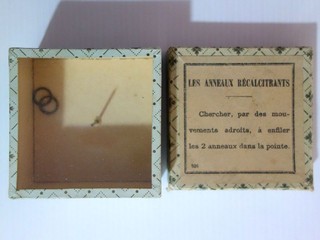 LES ANNEAUX RÉCALCITRANTS
Chercher, par des mou-
vements adroits, à enfiler
les 2 anneaux dans la pointe.